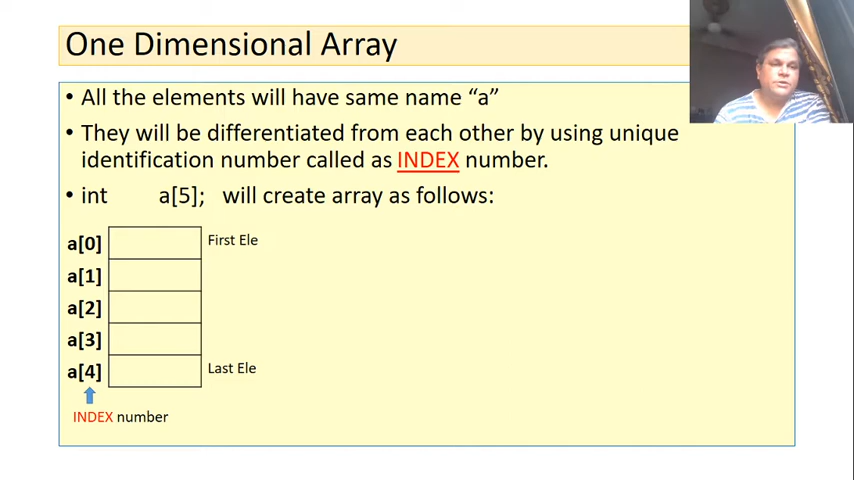 One Dimensional Array
• All the elements will have same name “a”
• They will be differentiated from each other by using unique
identification number called as INDEX number.
• int a[5]; will create array as follows:
a[0] First Ele
a[1]
a[2]
a[3]
a[4] Last Ele
INDEX number